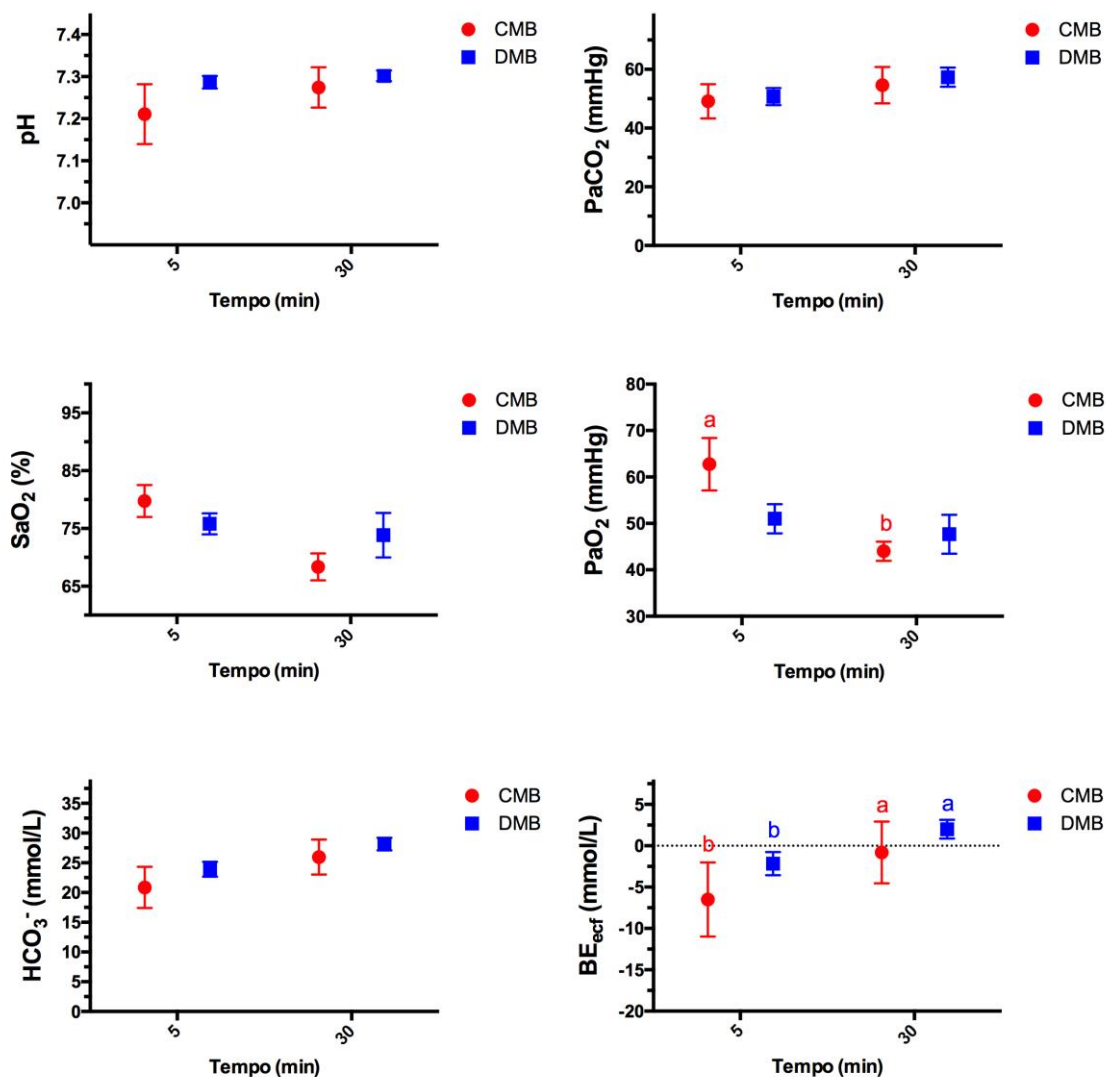 pH
7.4
7.3
7.2
7.1
7.0
5
30
Tempo (min)
CMB
DMB
PaCO2 (mmHg)
60
40
20
0
5
30
Tempo (min)
CMB
DMB
SaO2 (%)
95
85
75
65
5
30
Tempo (min)
CMB
DMB
PaO2 (mmHg)
80
70
60
50
40
30
a
b
5
30
Tempo (min)
CMB
DMB
HCO3- (mmol/L)
35
30
25
20
15
10
5
0
5
30
Tempo (min)
CMB
DMB
BEecf (mmol/L)
5
0
-5
-10
-15
-20
b
b
a
a
5
30
Tempo (min)
CMB
DMB